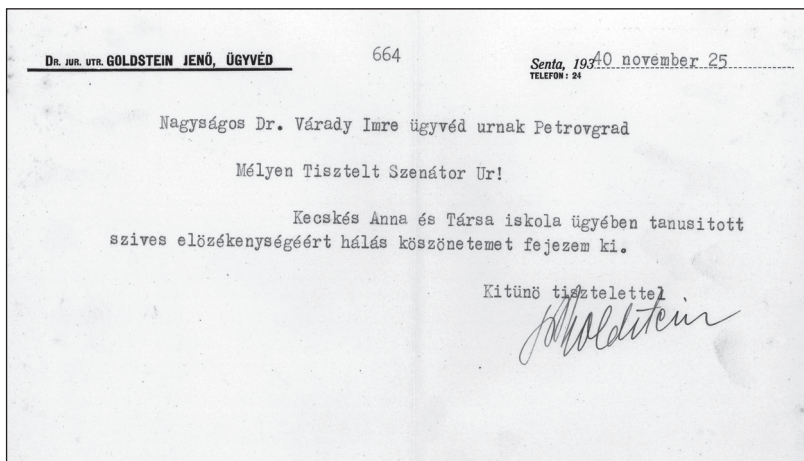 DR. JUR. UTR. GOLDSTEIN JENŐ, ÜGYVÉD
664
Senta, 19340 november 25
TELEFON: 24
Nagyságos Dr. Várady Imre ügyvéd urnak Petrovgrad
Mélyen Tisztelt Szenátor Ur!
Kecskés Anna és Társa iskola ügyében tanusitott
szives elözékenységéért hálás köszönetemet fejezem ki.
Kitünö tisztelettel
Goldstein